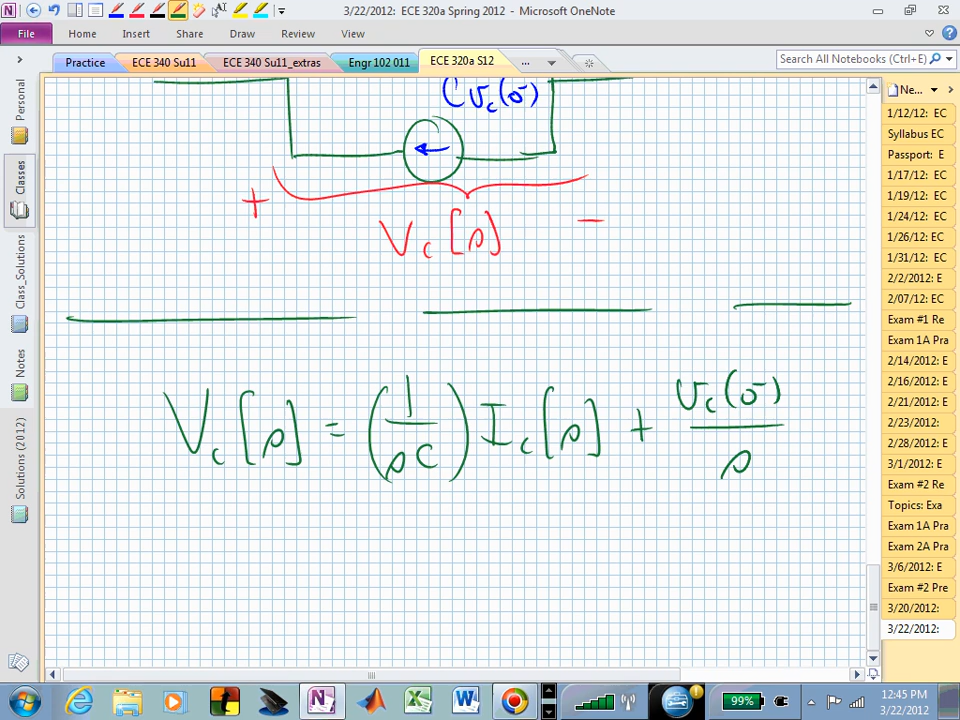 3/22/2012: ECE 320a Spring 2012 - Microsoft OneNote
File Home Insert Share Draw Review View
Practice ECE 340 Su11 ECE 340 Su11_extras Engr 102 011 ECE 320a S12 ... Search All Notebooks (Ctrl+E)
Personal
Classes
Class_Solutions
Notes
Solutions (2012)
C v_c(0⁻)
+ V_c[s] −
V_c[s] = (1/sC) I_c[s] + v_c(0⁻)/s
Ne...
1/12/12: EC
Syllabus EC
Passport: E
1/17/12: EC
1/19/12: EC
1/24/12: EC
1/26/12: EC
1/31/12: EC
2/2/2012: E
2/07/12: EC
Exam #1 Re
Exam 1A Pra
2/14/2012: E
2/16/2012: E
2/21/2012: E
2/23/2012:
2/28/2012: E
3/1/2012: E
Exam #2 Re
Topics: Exa
Exam 1A Pra
Exam 2A Pra
3/6/2012: E
Exam #2 Pre
3/20/2012:
3/22/2012:
99%
12:45 PM
3/22/2012